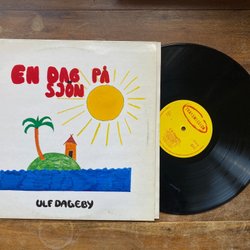 EN DAG PÅ
SJÖN
ULF DAGEBY